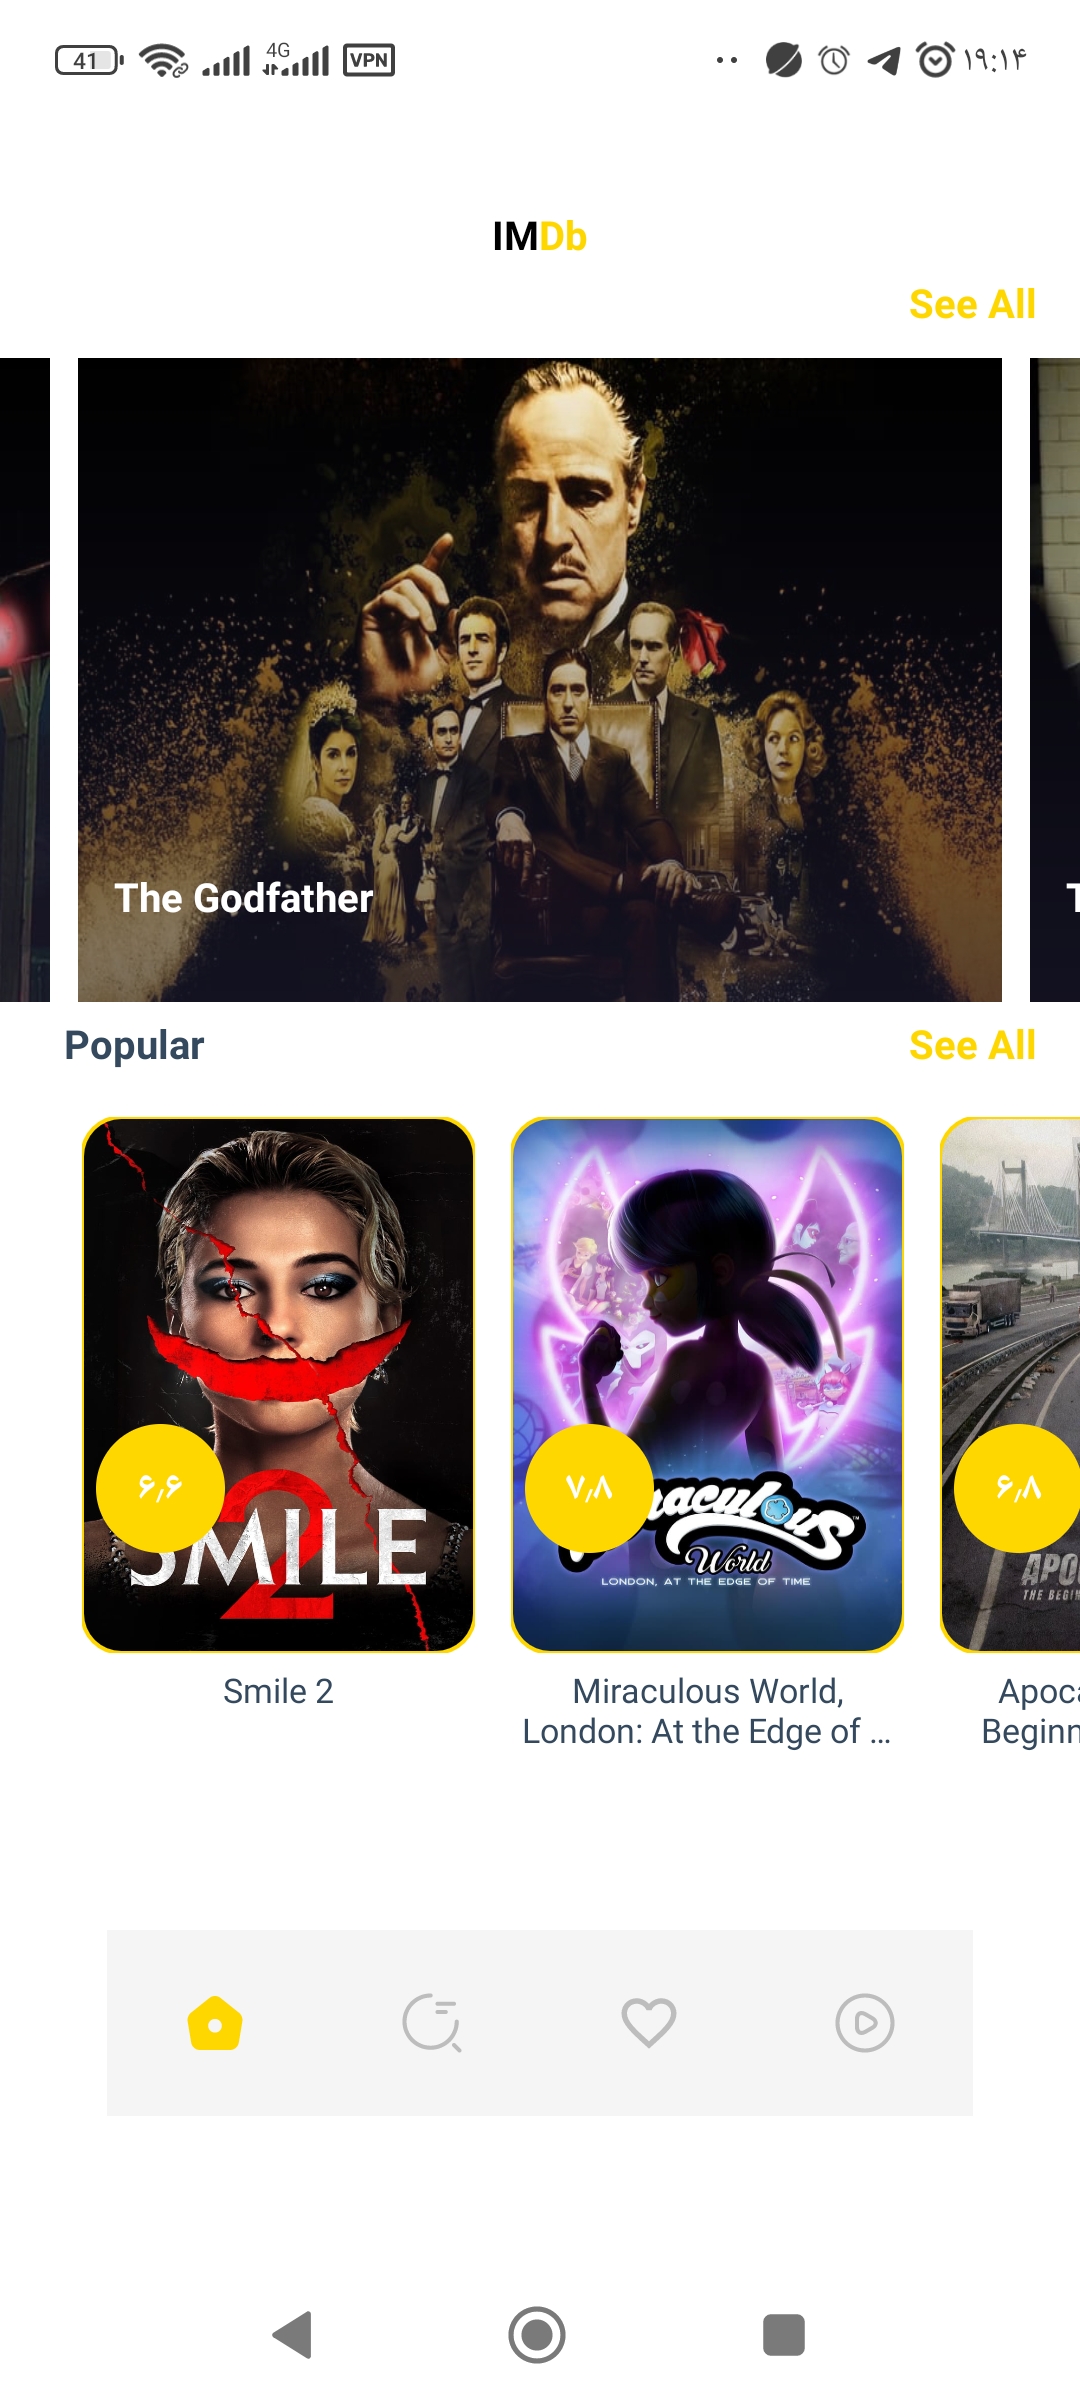 41
4G
VPN
۱۹:۱۴
IMDb
See All
The Godfather
T
Popular
See All
۶٫۶
SMILE
2
۷٫۸
raculous
World
LONDON, AT THE EDGE OF TIME
۶٫۸
APO
THE BEGIN
Smile 2
Miraculous World,
London: At the Edge of ...
Apoca
Beginn